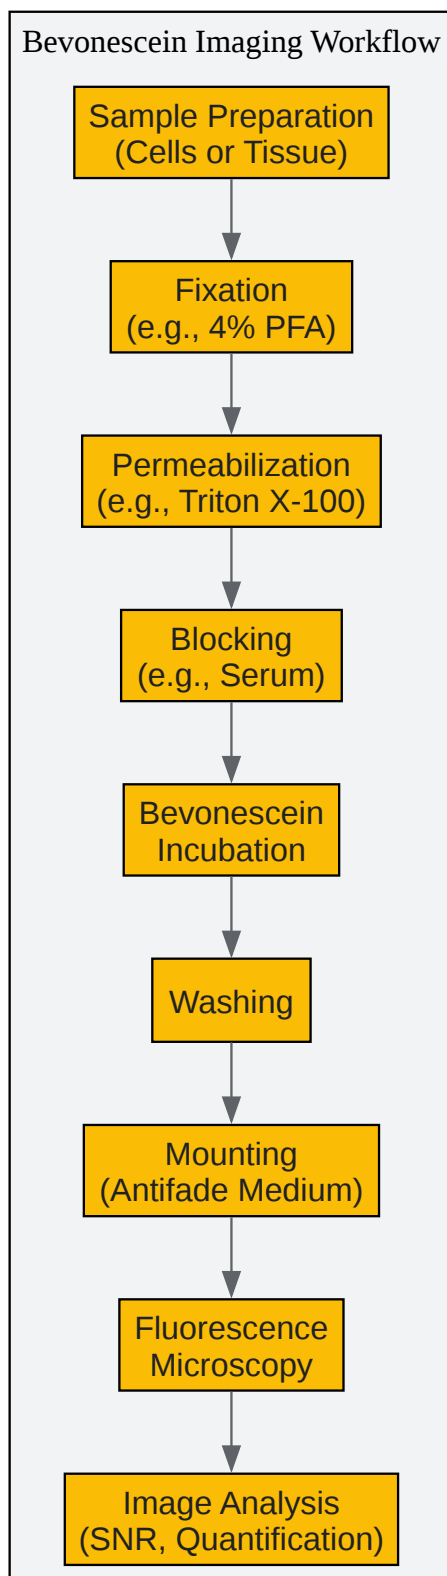 Bevonescein Imaging Workflow
Sample Preparation
(Cells or Tissue)
Fixation
(e.g., 4% PFA)
Permeabilization
(e.g., Triton X-100)
Blocking
(e.g., Serum)
Bevonescein
Incubation
Washing
Mounting
(Antifade Medium)
Fluorescence
Microscopy
Image Analysis
(SNR, Quantification)